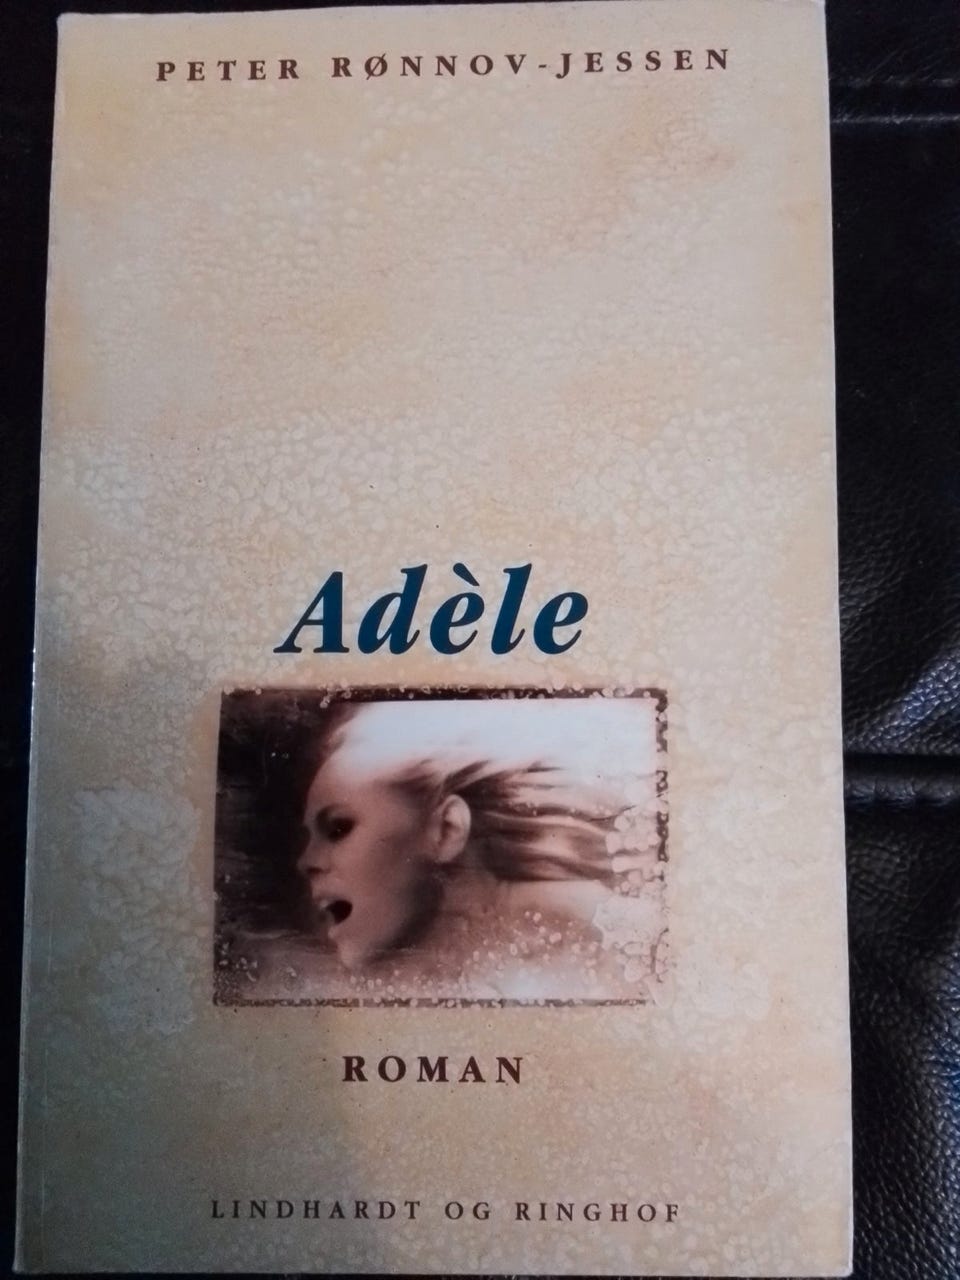 PETER RØNNOV-JESSEN
Adèle
ROMAN
LINDHARDT OG RINGHOF